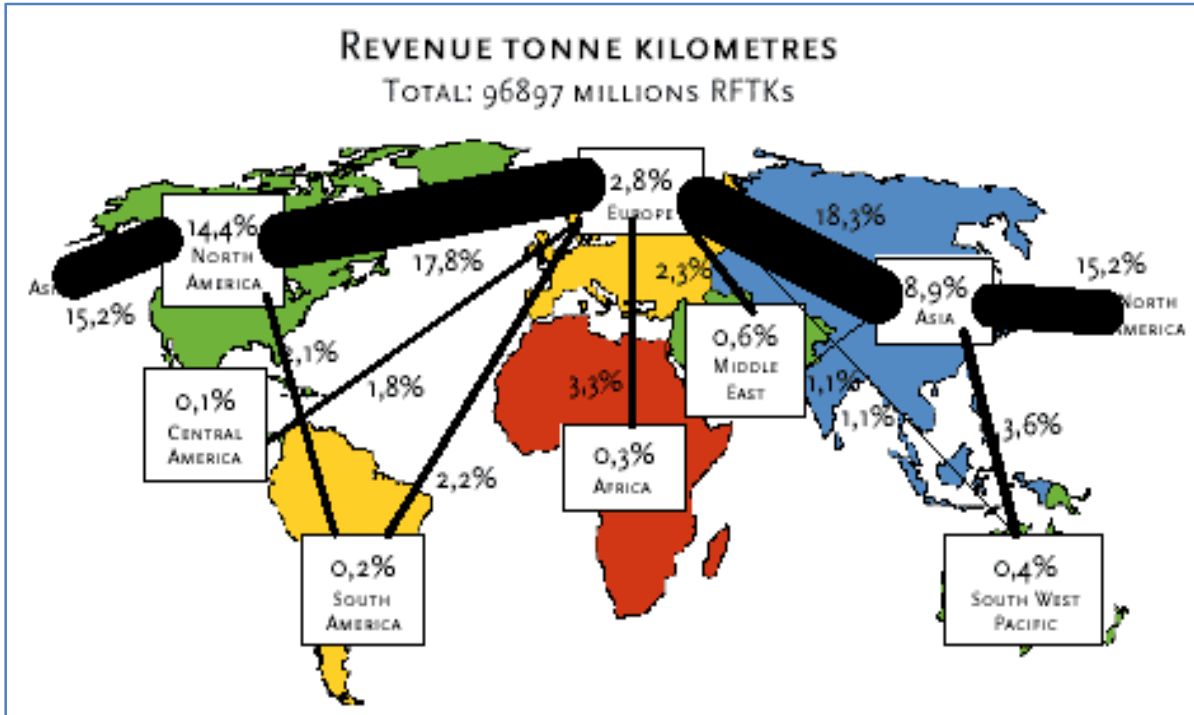 REVENUE TONNE KILOMETRES
TOTAL: 96897 MILLIONS RFTKS
2,8%
EUROPE
14,4%
NORTH
AMERICA
18,3%
17,8%
2,3%
15,2%
8,9%
ASIA
15,2%
NORTH
AMERICA
0,6%
MIDDLE
EAST
2,1%
1,8%
3,3%
1,1%
1,1%
0,1%
CENTRAL
AMERICA
3,6%
0,3%
AFRICA
2,2%
0,2%
SOUTH
AMERICA
0,4%
SOUTH WEST
PACIFIC